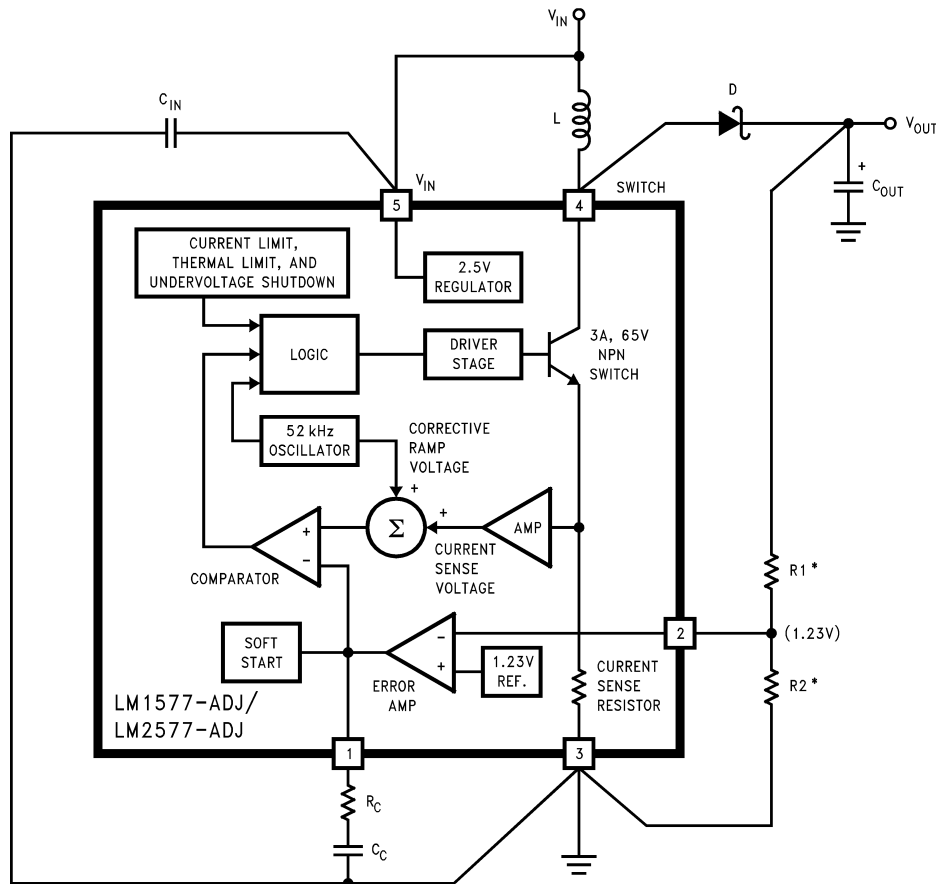 V_IN
D
C_IN
L
V_OUT
+
C_OUT
V_IN
SWITCH
5
4
CURRENT LIMIT,
THERMAL LIMIT, AND
UNDERVOLTAGE SHUTDOWN
2.5V
REGULATOR
LOGIC
DRIVER
STAGE
3A, 65V
NPN
SWITCH
52 kHz
OSCILLATOR
CORRECTIVE
RAMP
VOLTAGE
+
+
Σ
AMP
+
-
COMPARATOR
CURRENT
SENSE
VOLTAGE
R1*
2
(1.23V)
SOFT
START
-
+
ERROR
AMP
1.23V
REF.
CURRENT
SENSE
RESISTOR
R2*
LM1577-ADJ/
LM2577-ADJ
1
3
R_C
C_C